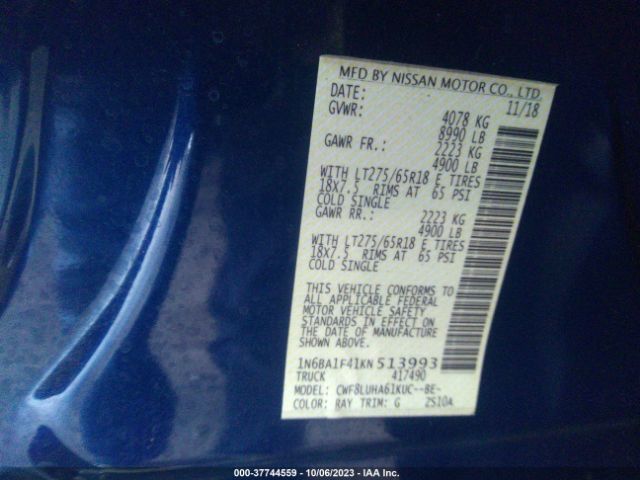 MFD BY NISSAN MOTOR CO., LTD
DATE: 11/18
GVWR: 4078 KG
8990 LB
GAWR FR.: 2223 KG
4900 LB
WITH LT275/65R18 E TIRES
18X7.5 RIMS AT 65 PSI
COLD SINGLE
GAWR RR.: 2223 KG
4900 LB
WITH LT275/65R18 E TIRES
18X7.5 RIMS AT 65 PSI
COLD SINGLE
THIS VEHICLE CONFORMS TO
ALL APPLICABLE FEDERAL
MOTOR VEHICLE SAFETY
STANDARDS IN EFFECT ON
THE DATE OF MANUFACTURE
SHOWN ABOVE.
1N6BA1F41KN513993
TRUCK 417490
MODEL: CWF8LUHA61KUC--BE-
COLOR: RAY TRIM: G 2S10A
000-37744559 - 10/06/2023 - IAA Inc.